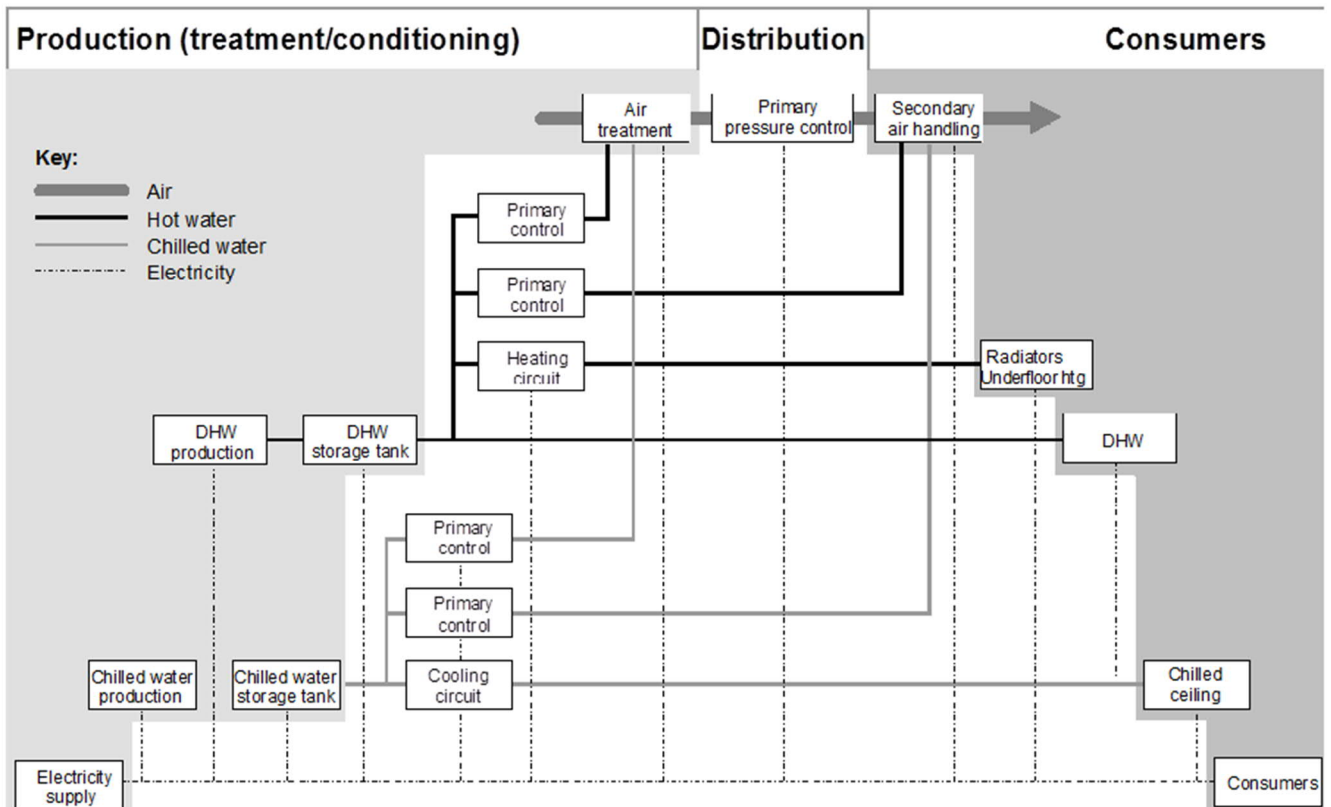 Production (treatment/conditioning)
Distribution
Consumers
Air
treatment
Primary
pressure control
Secondary
air handling
Key:
Air
Hot water
Chilled water
Electricity
Primary
control
Primary
control
Heating
circuit
Radiators
Underfloor htg
DHW
production
DHW
storage tank
DHW
Primary
control
Primary
control
Chilled water
production
Chilled water
storage tank
Cooling
circuit
Chilled
ceiling
Electricity
supply
Consumers